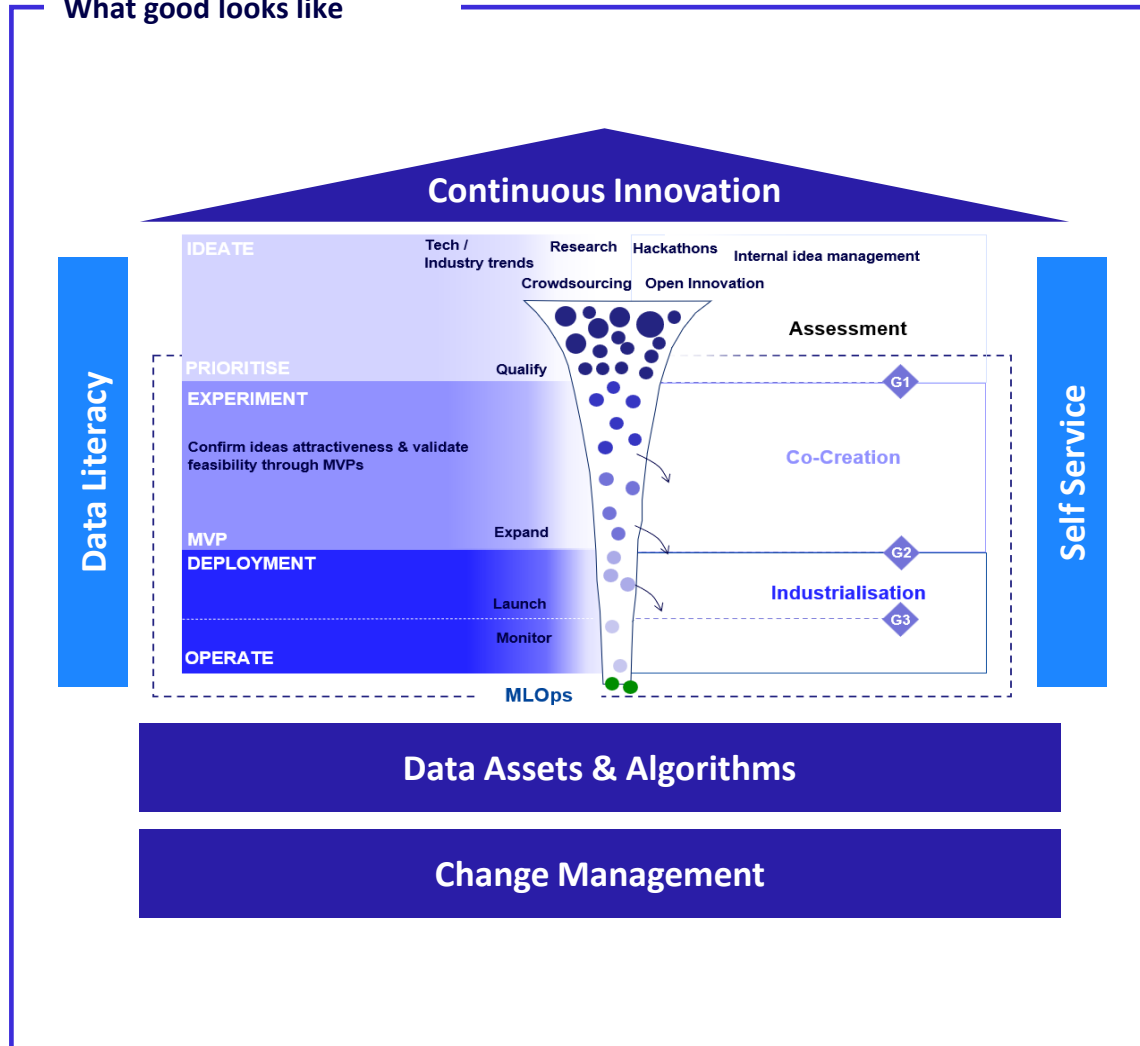 What good looks like
Continuous Innovation
IDEATE
Tech /
Industry trends
Research
Hackathons
Internal idea management
Crowdsourcing
Open Innovation
Assessment
PRIORITISE
Qualify
G1
EXPERIMENT
Confirm ideas attractiveness & validate
feasibility through MVPs
Co-Creation
MVP
Expand
G2
DEPLOYMENT
Industrialisation
Launch
G3
Monitor
OPERATE
MLOps
Data Literacy
Self Service
Data Assets & Algorithms
Change Management